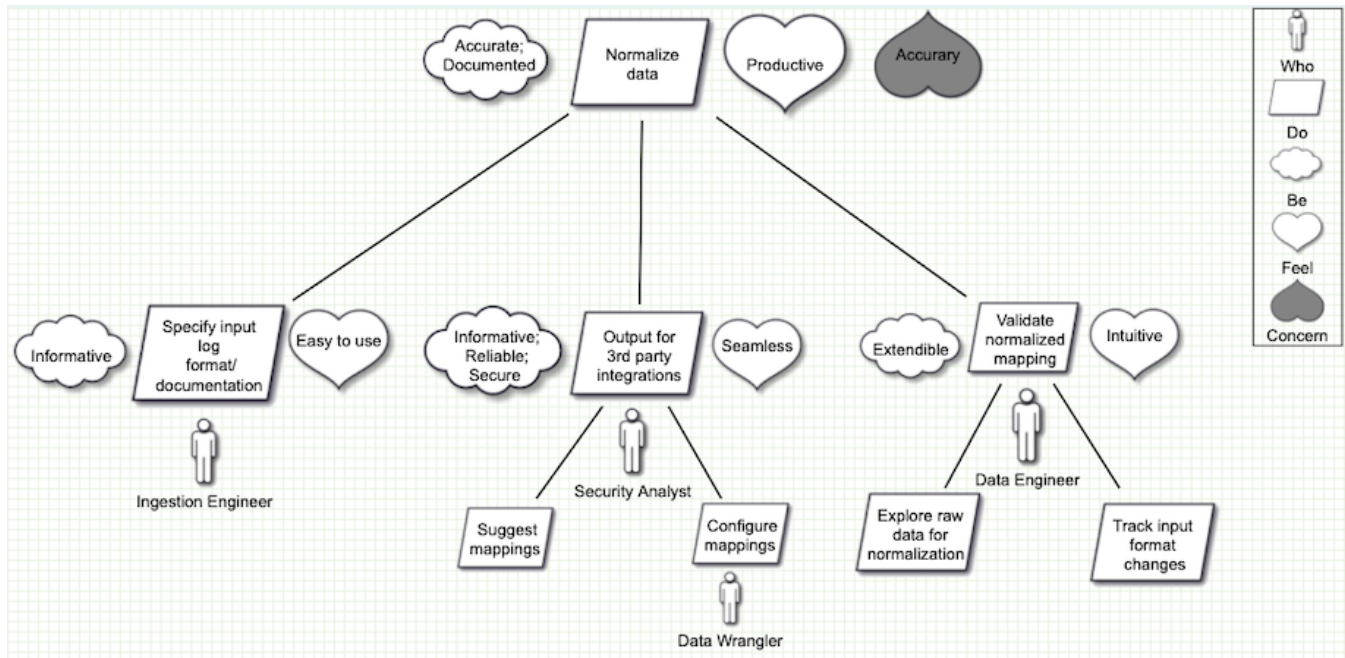 Accurate;
Documented
Normalize
data
Productive
Accurary
Who
Do
Be
Feel
Concern
Informative
Specify input
log
format/
documentation
Easy to use
Informative;
Reliable;
Secure
Output for
3rd party
integrations
Seamless
Extendible
Validate
normalized
mapping
Intuitive
Ingestion Engineer
Security Analyst
Data Engineer
Suggest
mappings
Configure
mappings
Explore raw
data for
normalization
Track input
format
changes
Data Wrangler